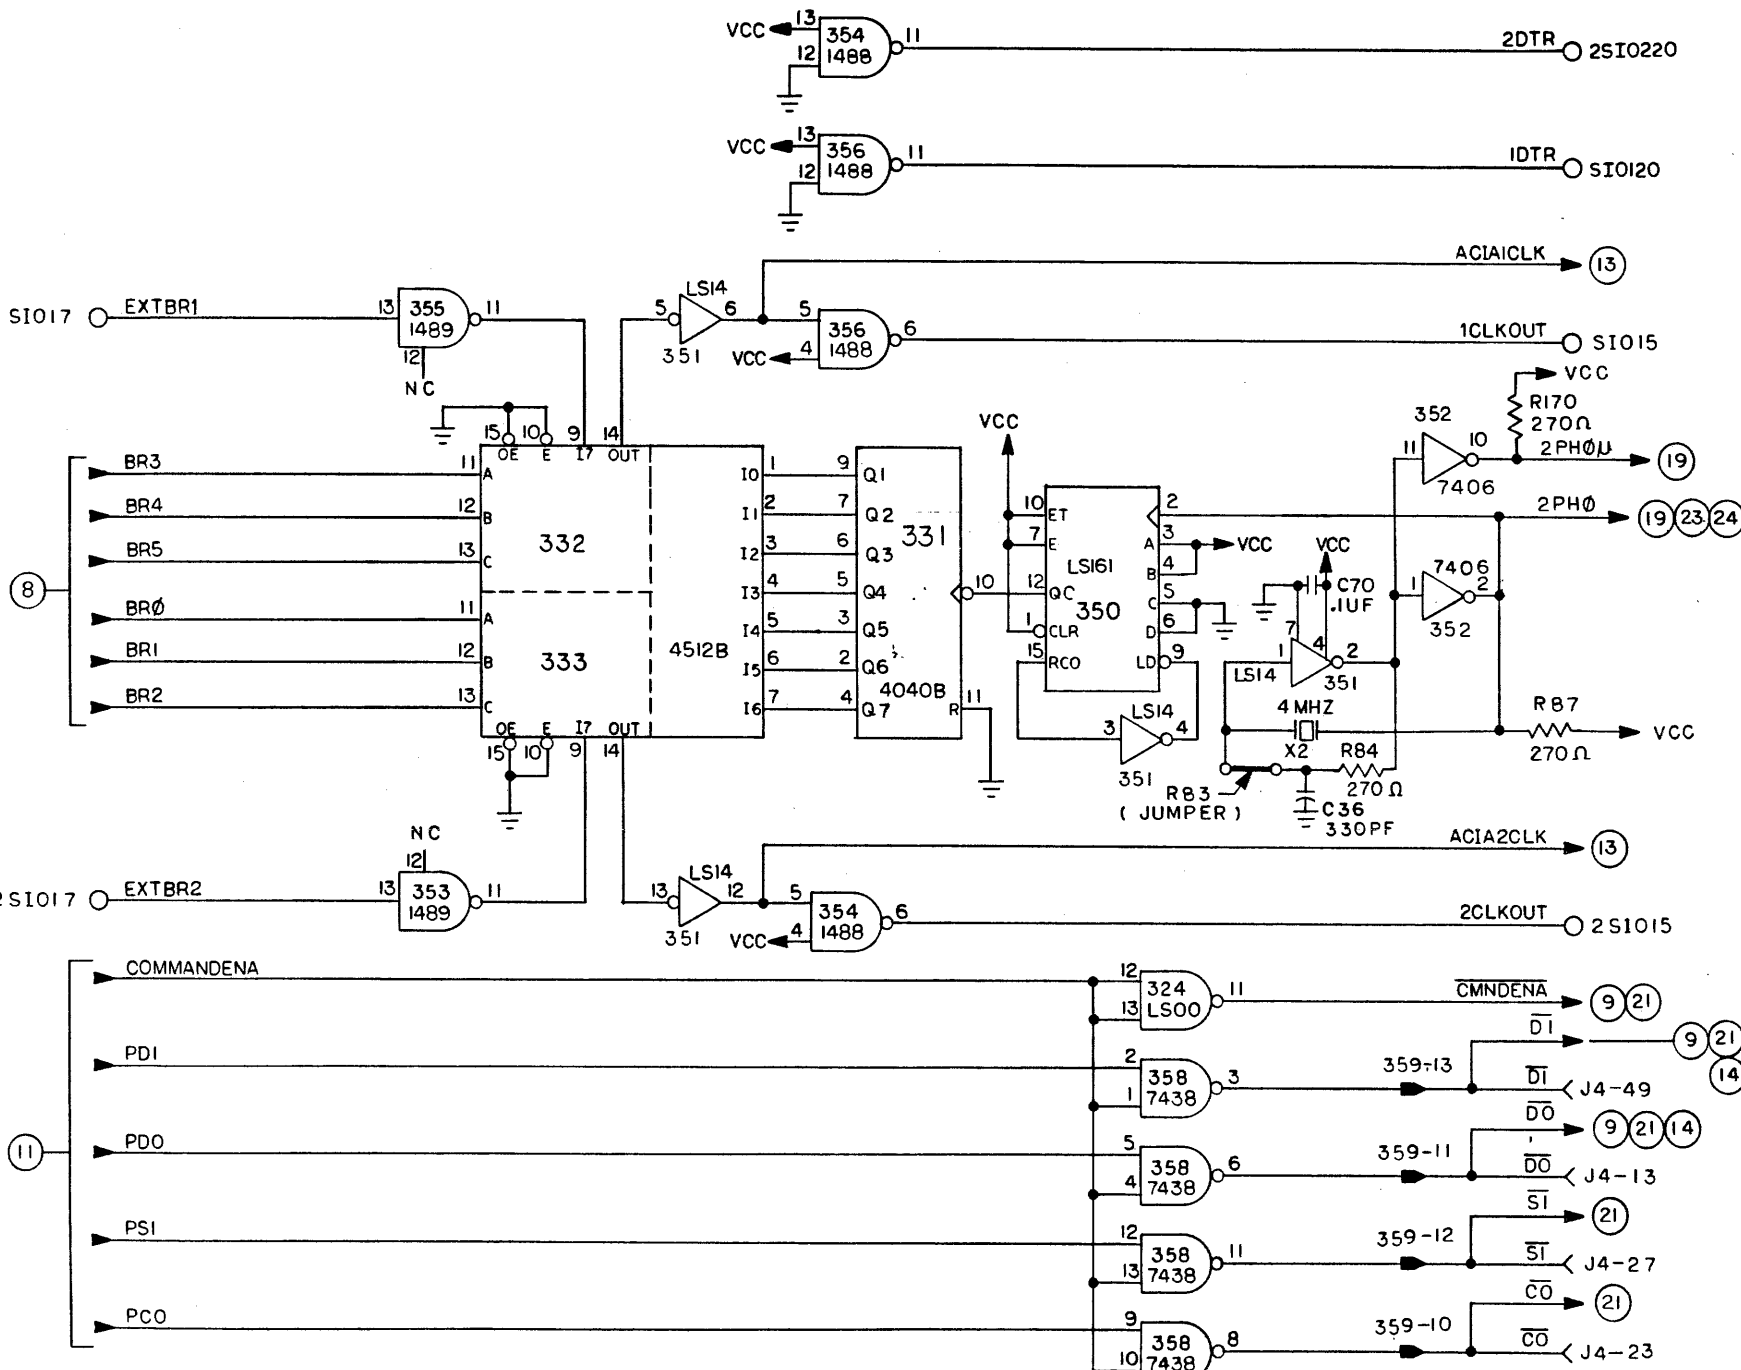 VCC 13 354 1488 12 11 2DTR 2SIO220
VCC 13 356 1488 12 11 1DTR SIO120
SIO17 EXTBR1 13 355 1489 11 12 NC
5 LS14 6 351 ACIA1CLK 13
5 356 1488 4 VCC 6 1CLKOUT SIO15
15 10 9 14
OE E I7 OUT
8
BR3 11 A
BR4 12 B
BR5 13 C
332
BRØ 11 A
BR1 12 B
BR2 13 C
333
4512B
OE E I7 OUT
15 10 9 14
I0 1 9 Q1
I1 2 7 Q2
I2 3 6 Q3
I3 4 5 Q4
I4 5 3 Q5
I5 6 2 Q6
I6 7 4 Q7
331
4040B
10
R 11
VCC
10 ET 2
7 E A 3 VCC
LS161 B 4
12 QC 350 C 5
1 CLR D 6
15 RCO LD 9
3 LS14 4
351
VCC
R170
270Ω
352
11 10 2PHØμ 19
7406
2PHØ 19 23 24
7406
1 2
352
VCC
C70
.1UF
7 4
1 2
LS14 351
4 MHZ
X2
R84
270Ω
R83
(JUMPER)
C36
330PF
R87
270Ω
VCC
NC
12
2SIO17 EXTBR2 13 353 1489 11
13 LS14 12 351 ACIA2CLK 13
5 354 1488 4 VCC 6 2CLKOUT 2SIO15
11
COMMANDENA 12 324 LS00 13 11 CMNDENA 9 21
DI 9 21 14
PDI 2 358 7438 1 3 359-13 DI J4-49
DO 9 21 14
PDO 5 358 7438 4 6 359-11 DO J4-13
SI 21
PSI 12 358 7438 13 11 359-12 SI J4-27
CO 21
PCO 9 358 7438 10 8 359-10 CO J4-23